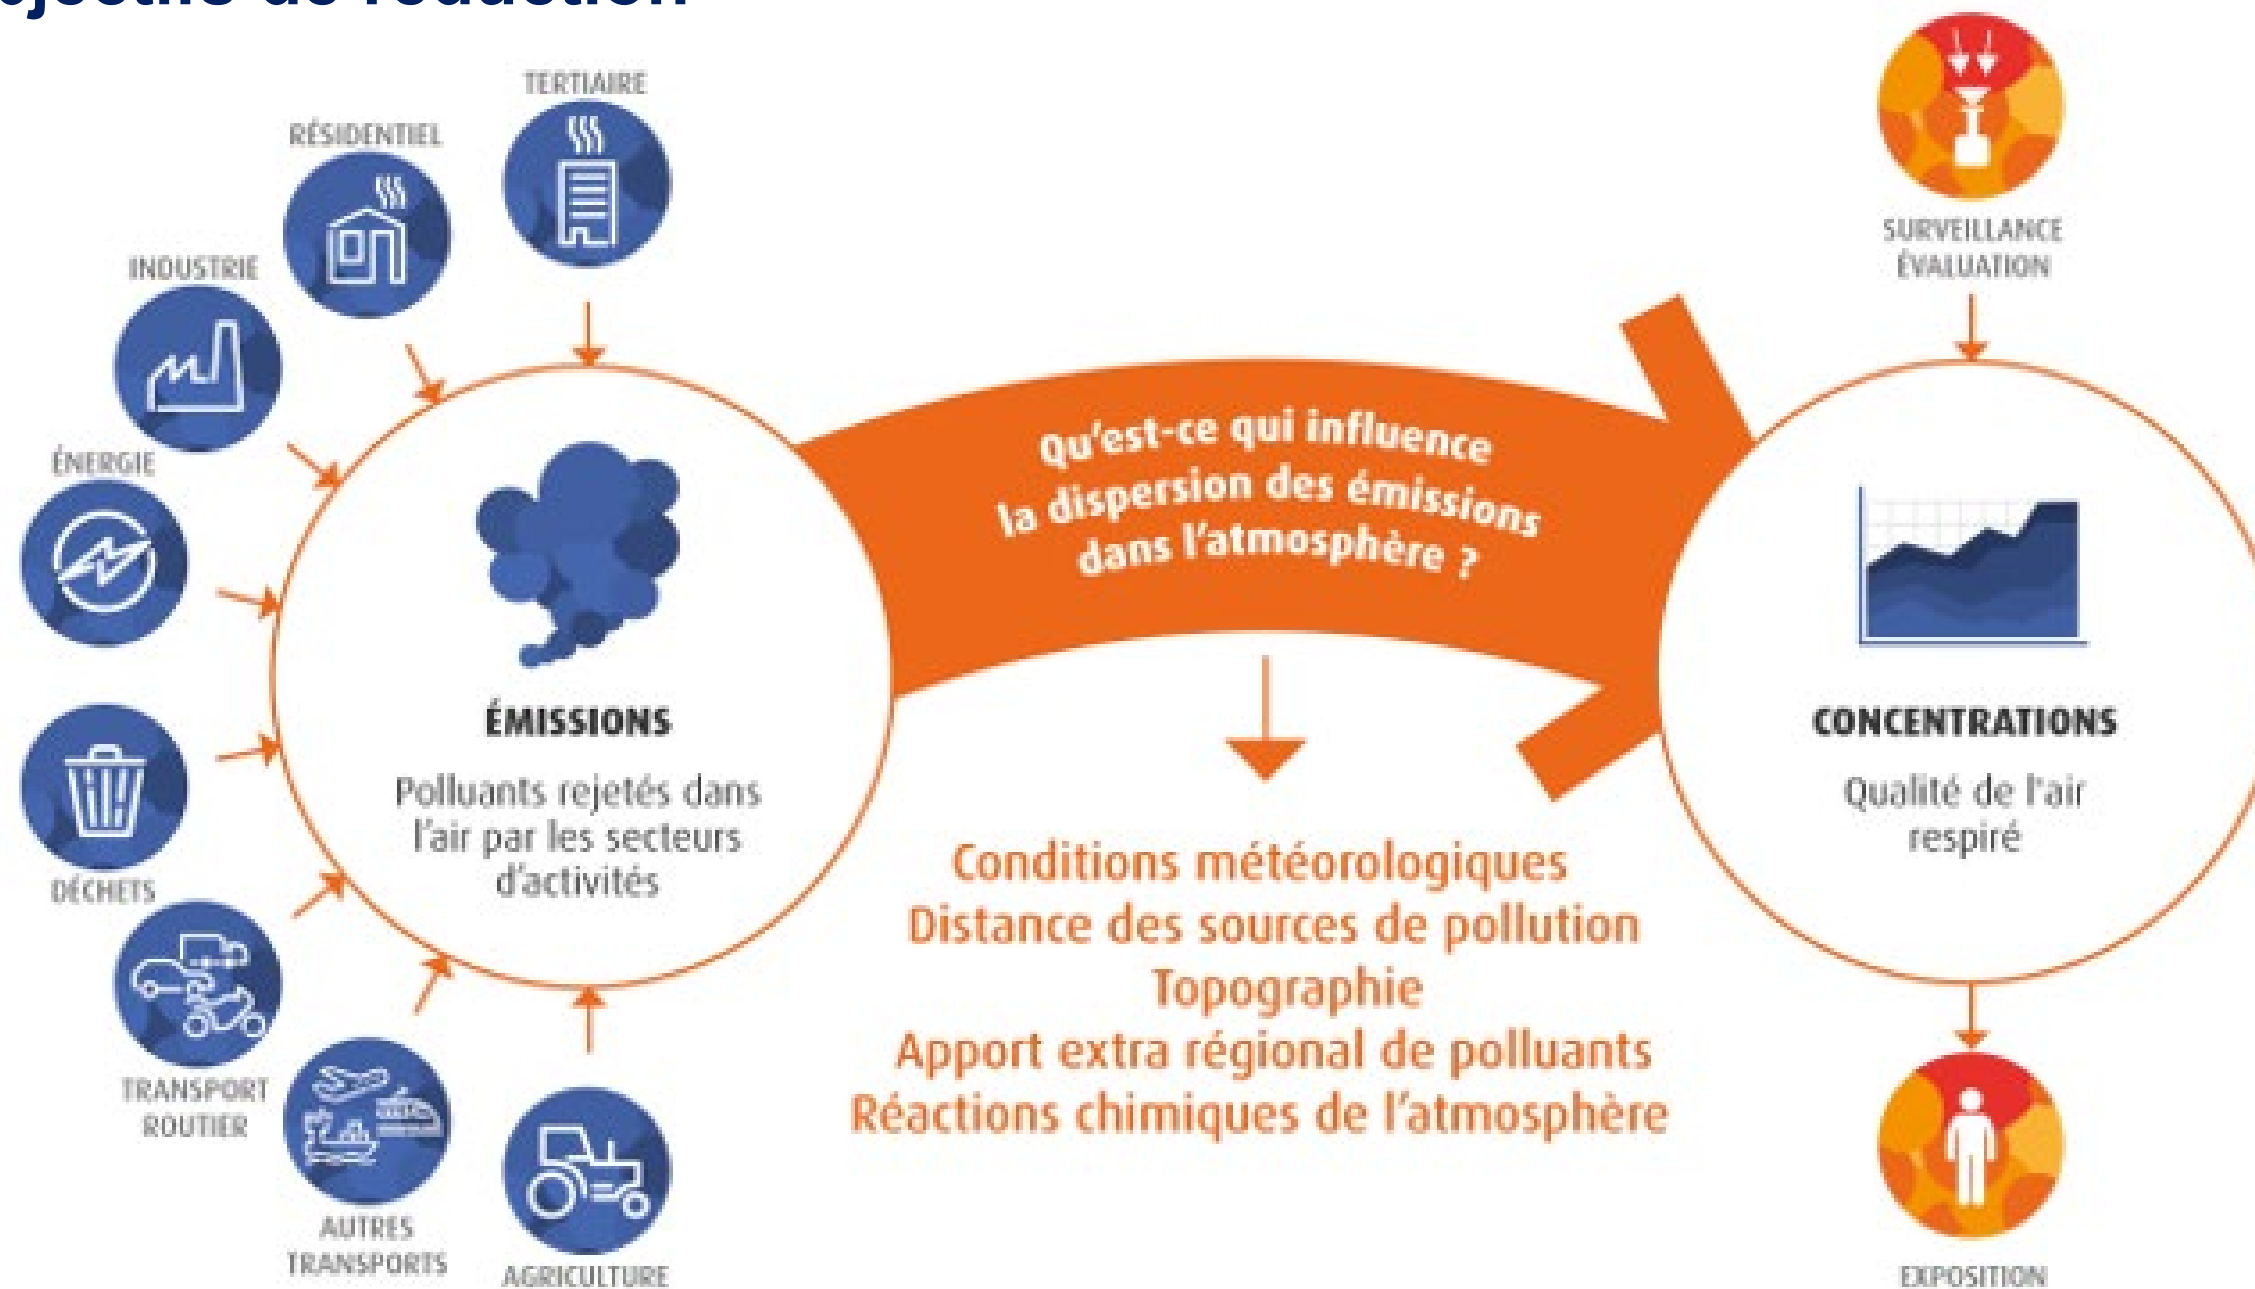 TERTIAIRE
RÉSIDENTIEL
INDUSTRIE
ÉNERGIE
DÉCHETS
TRANSPORT
ROUTIER
AUTRES
TRANSPORTS
AGRICULTURE
ÉMISSIONS
Polluants rejetés dans
l'air par les secteurs
d'activités
Qu'est-ce qui influence
la dispersion des émissions
dans l'atmosphère ?
Conditions météorologiques
Distance des sources de pollution
Topographie
Apport extra régional de polluants
Réactions chimiques de l'atmosphère
SURVEILLANCE
ÉVALUATION
CONCENTRATIONS
Qualité de l'air
respiré
EXPOSITION